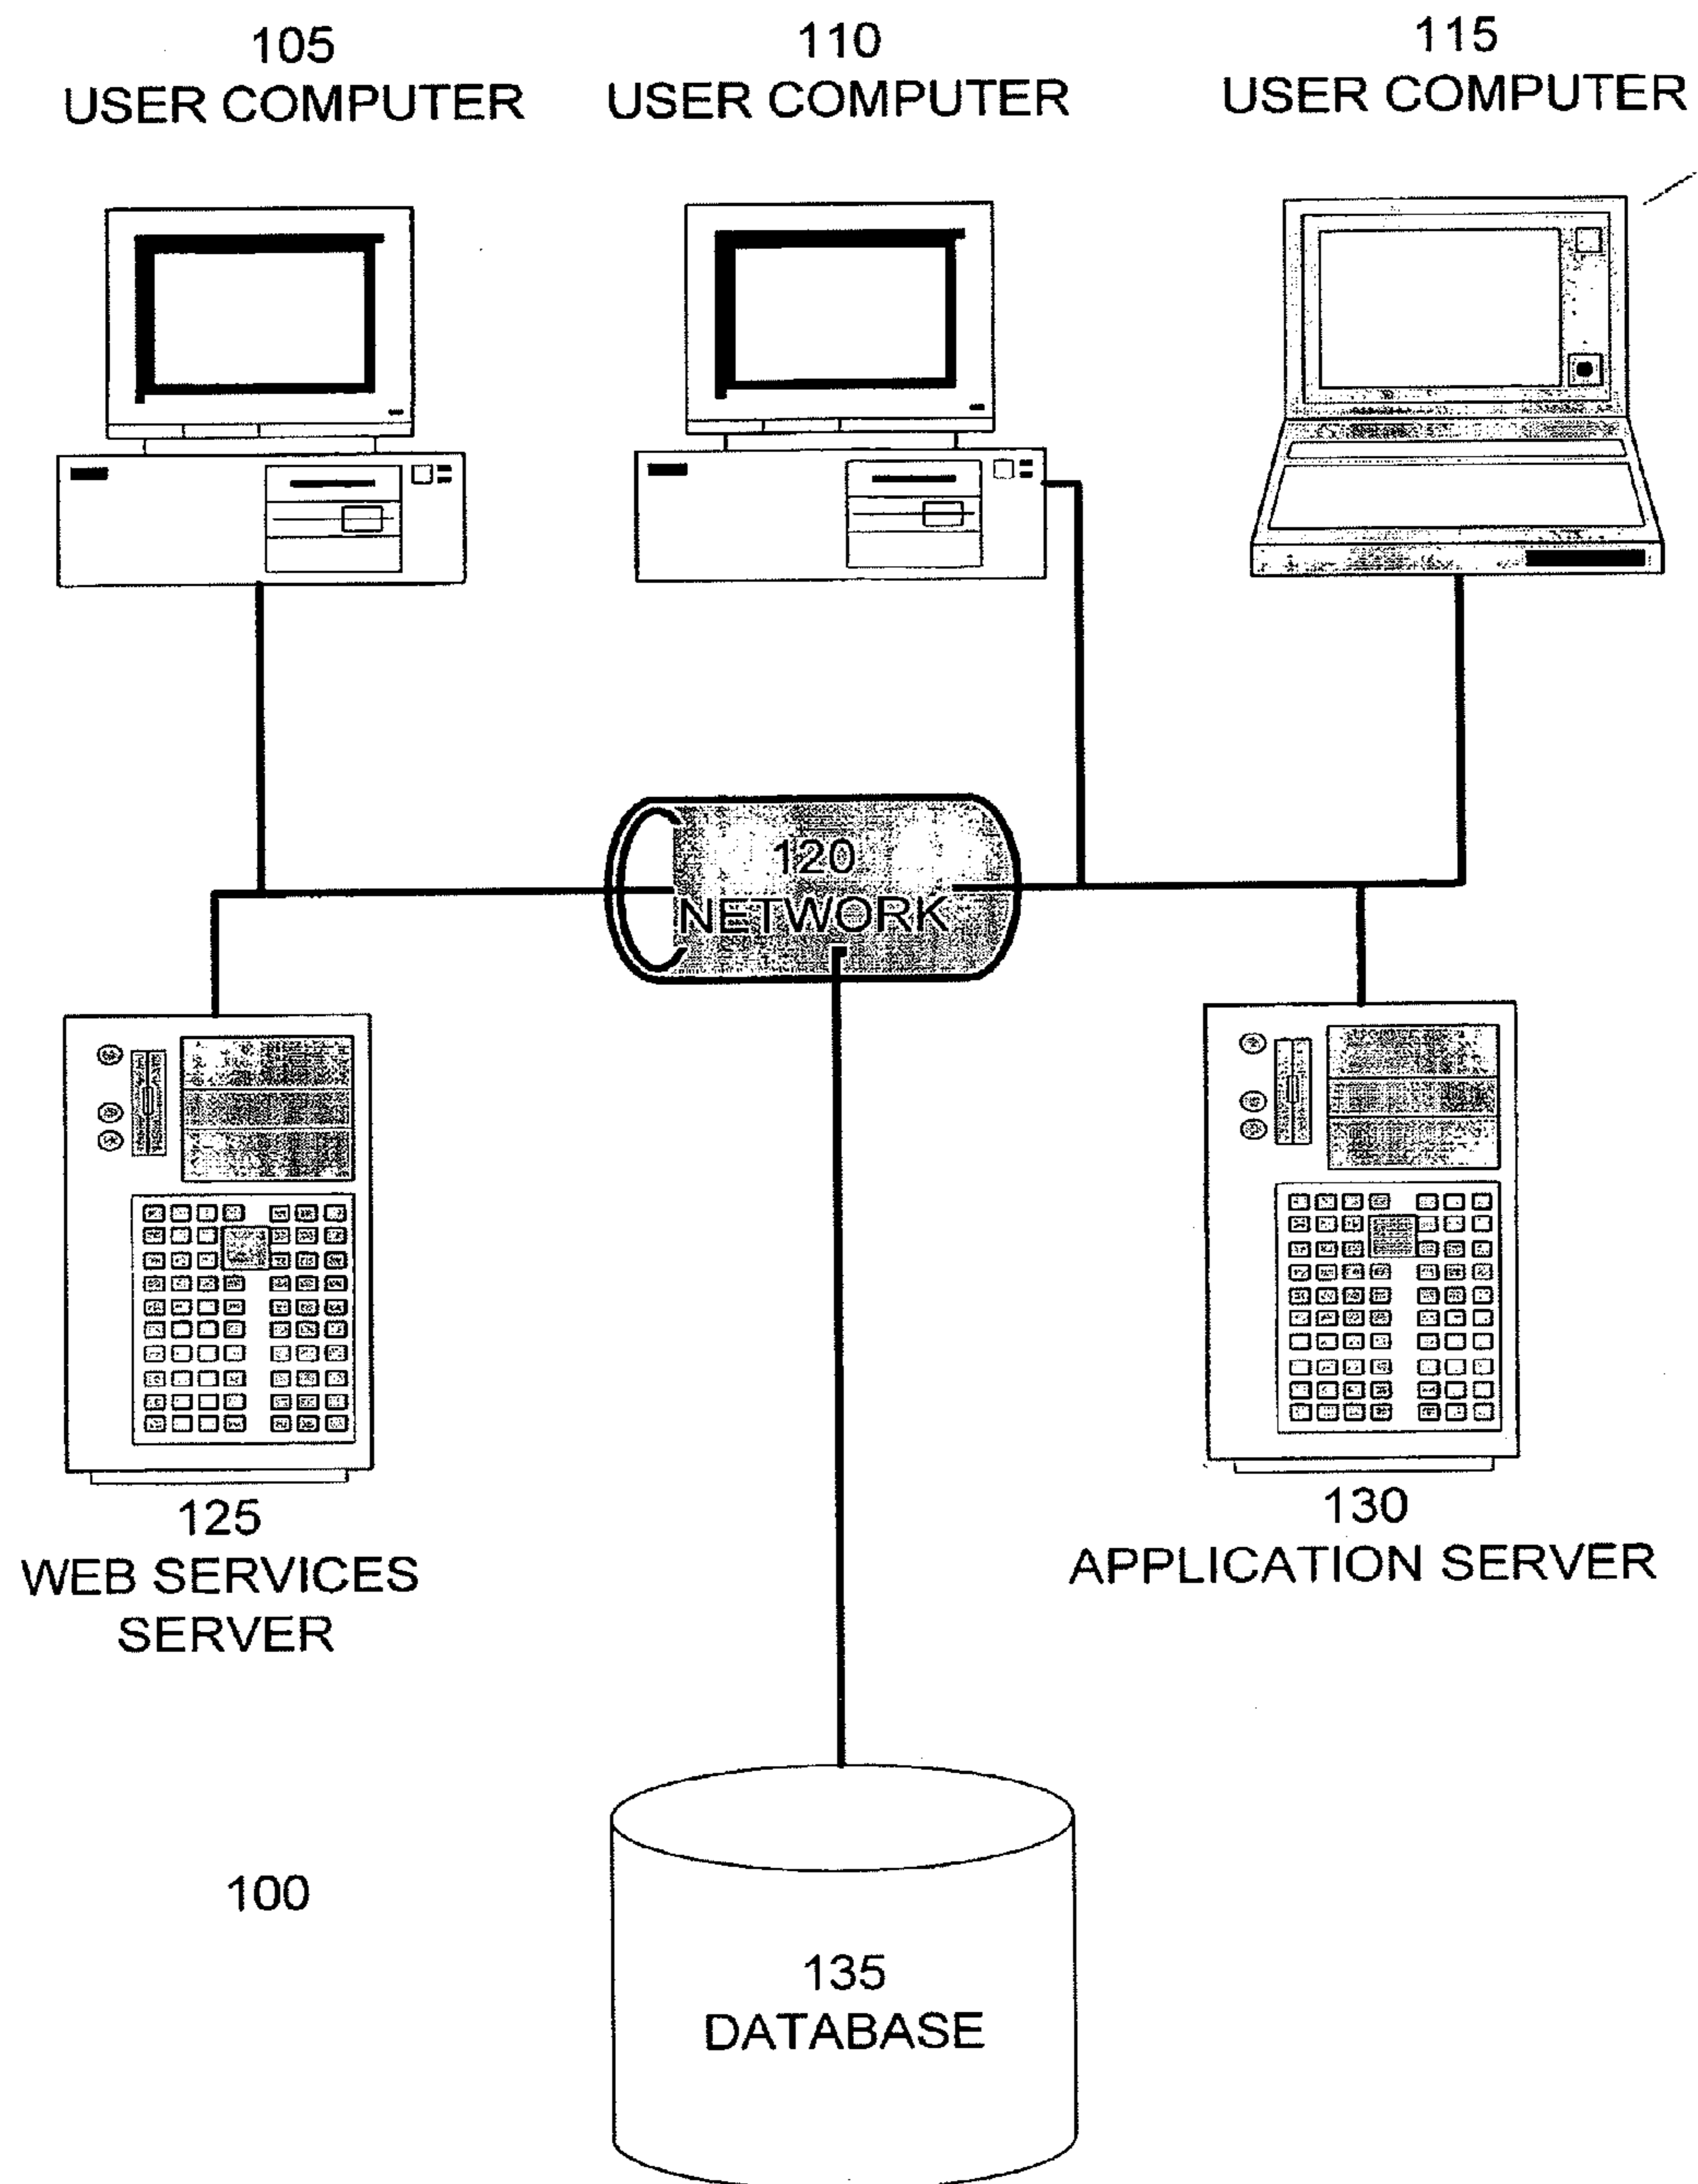 105
USER COMPUTER
110
USER COMPUTER
115
USER COMPUTER
120
NETWORK
125
WEB SERVICES
SERVER
130
APPLICATION SERVER
100
135
DATABASE